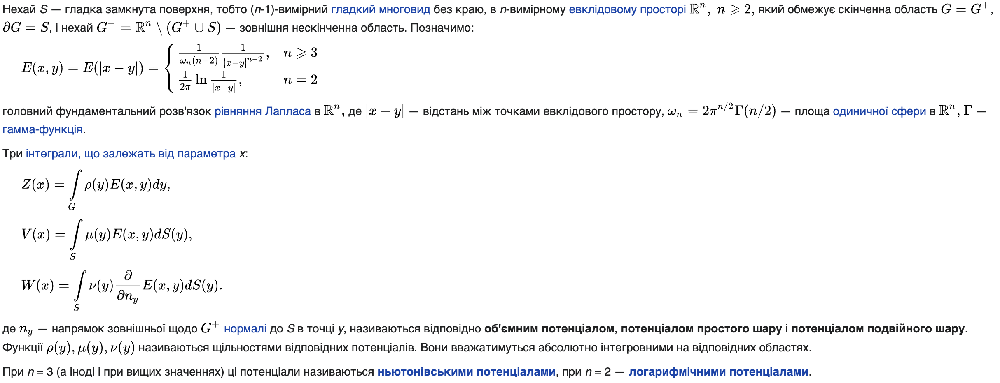 Нехай S — гладка замкнута поверхня, тобто (n-1)-вимірний гладкий многовид без краю, в n-вимірному евклідовому просторі $\mathbb{R}^n,\ n \geqslant 2,$ який обмежує скінченна область $G = G^+$,
$\partial G = S$, і нехай $G^- = \mathbb{R}^n \setminus (G^+ \cup S)$ — зовнішня нескінченна область. Позначимо:
$E(x, y) = E(|x - y|) = \begin{cases} \frac{1}{\omega_n(n-2)} \frac{1}{|x-y|^{n-2}}, & n \geqslant 3 \\ \frac{1}{2\pi} \ln \frac{1}{|x-y|}, & n = 2 \end{cases}$
головний фундаментальний розв'язок рівняння Лапласа в $\mathbb{R}^n$, де $|x - y|$ — відстань між точками евклідового простору, $\omega_n = 2\pi^{n/2}\Gamma(n/2)$ — площа одиничної сфери в $\mathbb{R}^n$, $\Gamma$ —
гамма-функція.
Три інтеграли, що залежать від параметра x:
$Z(x) = \int\limits_G \rho(y)E(x, y)dy,$
$V(x) = \int\limits_S \mu(y)E(x, y)dS(y),$
$W(x) = \int\limits_S \nu(y)\frac{\partial}{\partial n_y}E(x, y)dS(y).$
де $n_y$ — напрямок зовнішньої щодо $G^+$ нормалі до S в точці y, називаються відповідно об'ємним потенціалом, потенціалом простого шару і потенціалом подвійного шару.
Функції $\rho(y), \mu(y), \nu(y)$ називаються щільностями відповідних потенціалів. Вони вважатимуться абсолютно інтегровними на відповідних областях.
При n = 3 (а іноді і при вищих значеннях) ці потенціали називаються ньютонівськими потенціалами, при n = 2 — логарифмічними потенціалами.